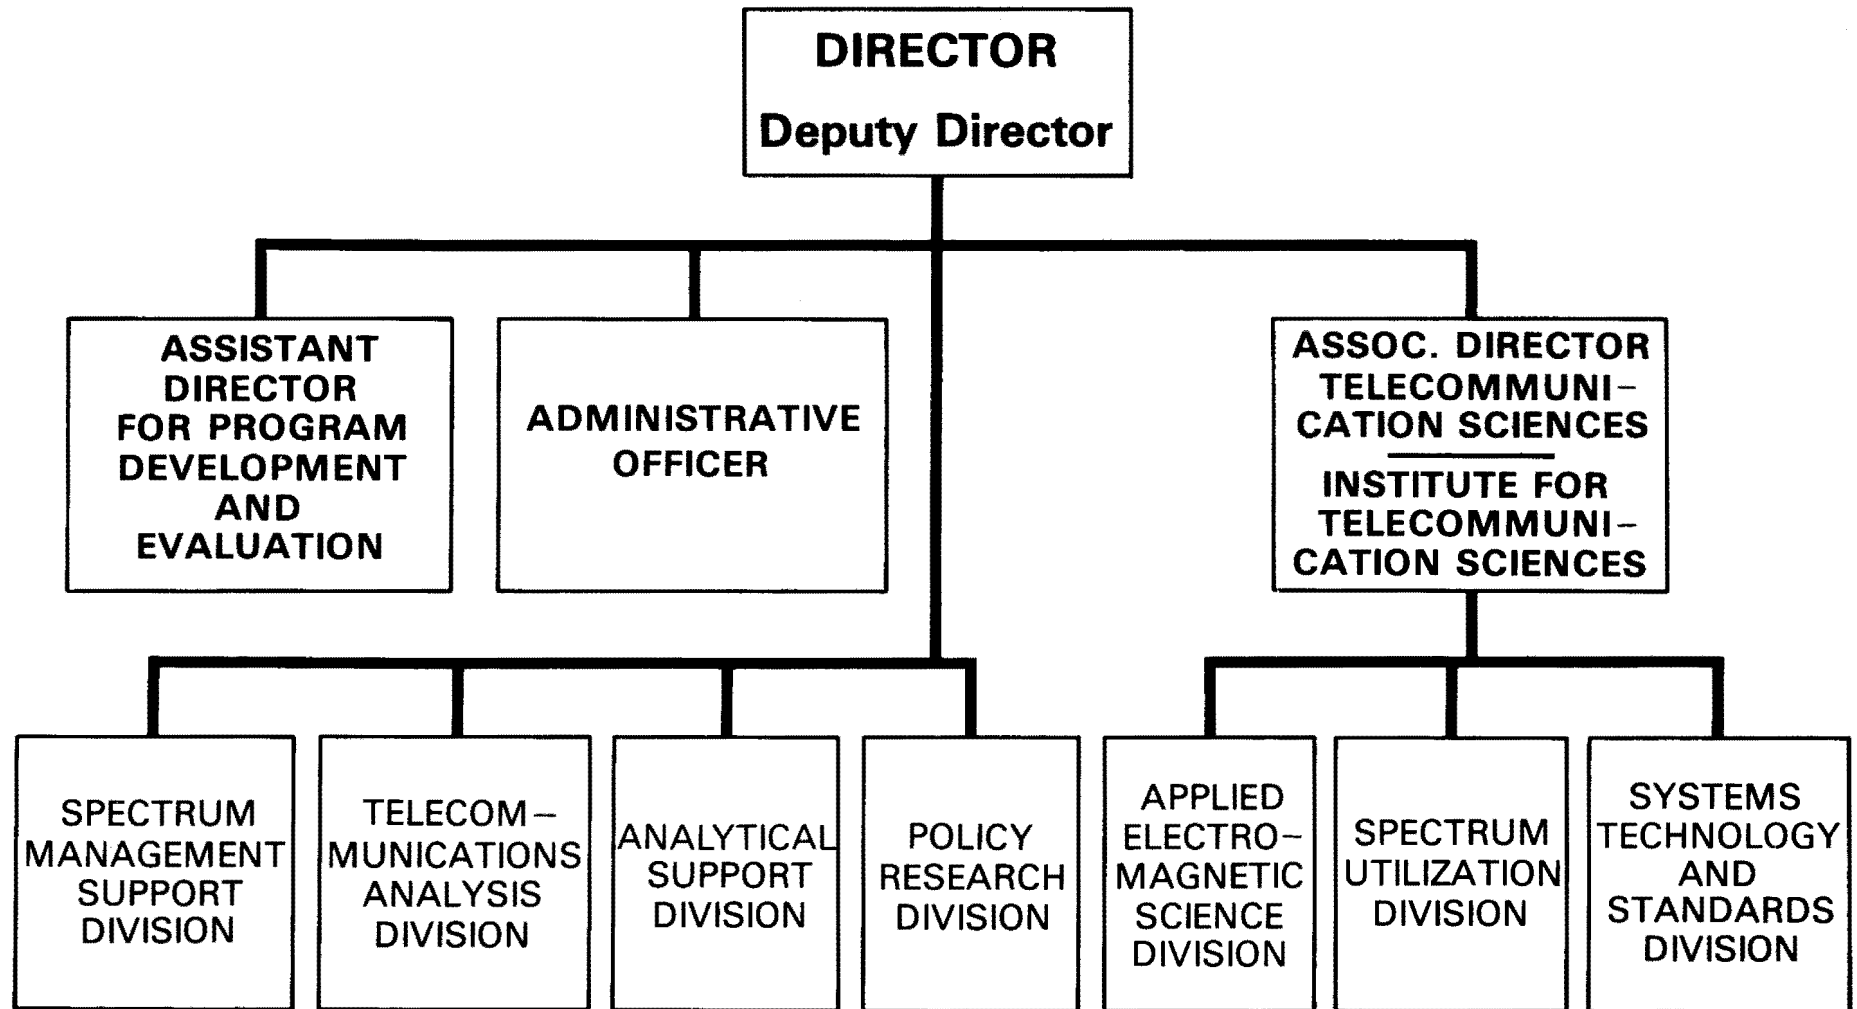 DIRECTOR
Deputy Director
ASSISTANT
DIRECTOR
FOR PROGRAM
DEVELOPMENT
AND
EVALUATION
ADMINISTRATIVE
OFFICER
ASSOC. DIRECTOR
TELECOMMUNI–
CATION SCIENCES
INSTITUTE FOR
TELECOMMUNI–
CATION SCIENCES
SPECTRUM
MANAGEMENT
SUPPORT
DIVISION
TELECOM–
MUNICATIONS
ANALYSIS
DIVISION
ANALYTICAL
SUPPORT
DIVISION
POLICY
RESEARCH
DIVISION
APPLIED
ELECTRO–
MAGNETIC
SCIENCE
DIVISION
SPECTRUM
UTILIZATION
DIVISION
SYSTEMS
TECHNOLOGY
AND
STANDARDS
DIVISION